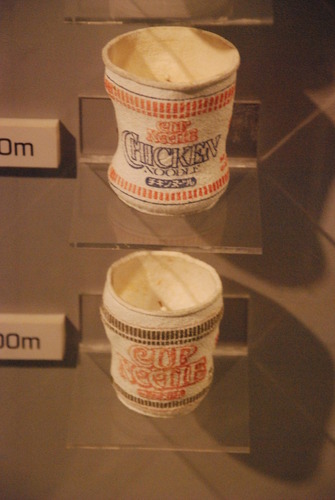 0m
CUP
NOODLE
CHICKEN
NOODLE
チキンヌードル
00m
CUP
NOODLE